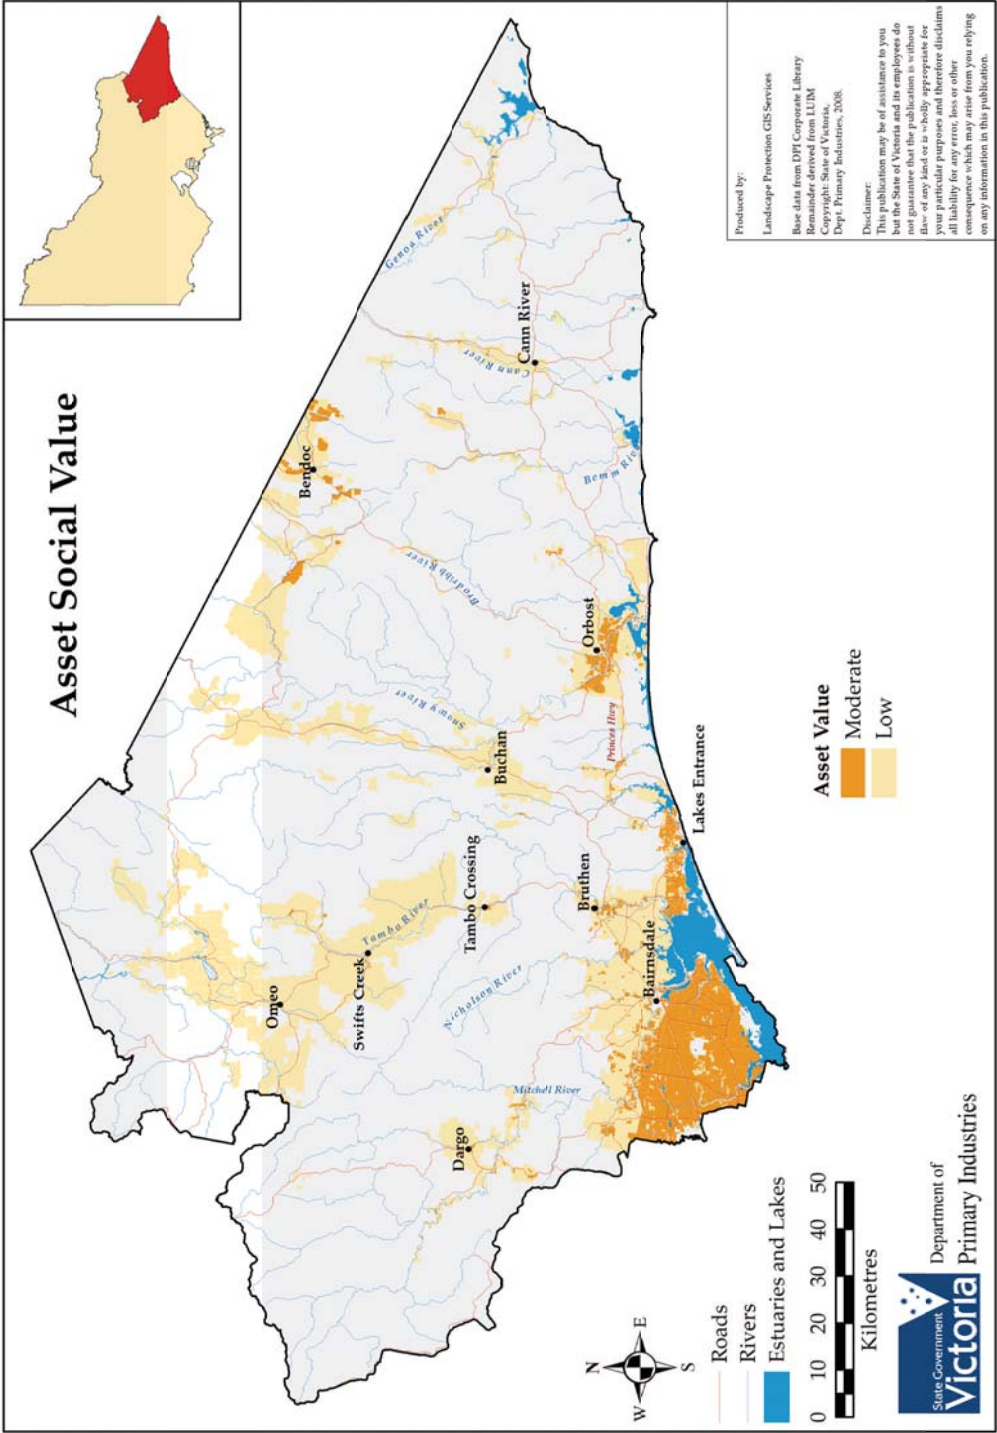 Asset Social Value
Genoa River
Cann River
Cann River
Bendoc
Bemm River
Brodribb River
Orbost
Snowy River
Buchan
Princes Hwy
Lakes Entrance
Tambo Crossing
Bruthen
Tambo River
Swifts Creek
Omeo
Nicholson River
Bairnsdale
Mitchell River
Dargo
Asset Value
Moderate
Low
N
W
E
S
Roads
Rivers
Estuaries and Lakes
0 10 20 30 40 50
Kilometres
State Government
Victoria
Department of
Primary Industries
Produced by:
Landscape Protection GIS Services
Base data from DPI Corporate Library
Remainder derived from LUIM
Copyright: State of Victoria,
Dept. Primary Industries, 2008.
Disclaimer:
This publication may be of assistance to you
but the State of Victoria and its employees do
not guarantee that the publication is without
flaw of any kind or is wholly appropriate for
your particular purposes and therefore disclaims
all liability for any error, loss or other
consequence which may arise from you relying
on any information in this publication.